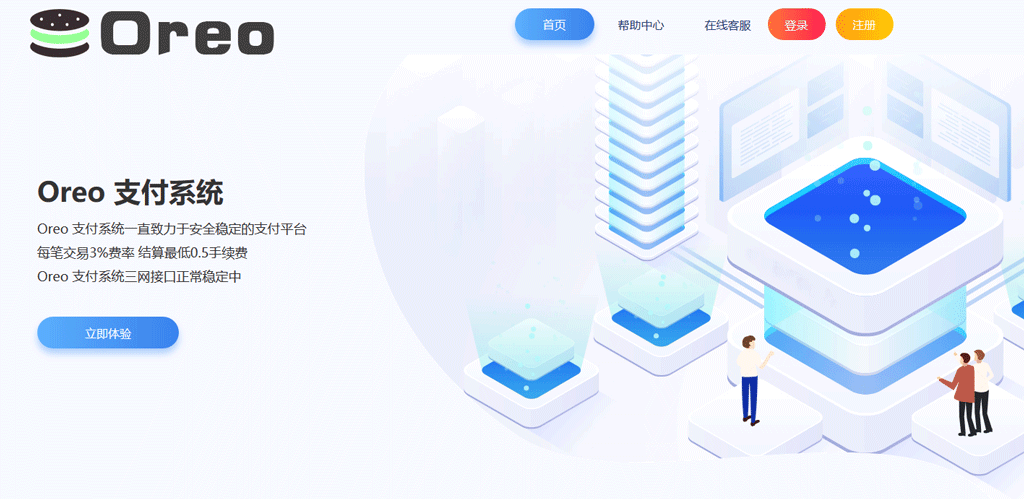 Oreo
首页
帮助中心
在线客服
登录
注册
Oreo 支付系统
Oreo 支付系统一直致力于安全稳定的支付平台
每笔交易3%费率 结算最低0.5手续费
Oreo 支付系统三网接口正常稳定中
立即体验